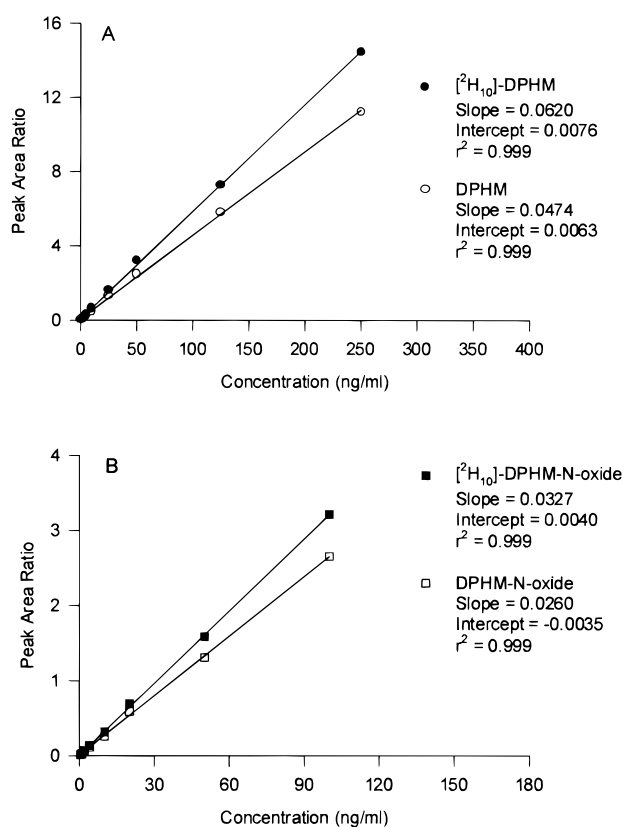 A
16
12
8
4
0
Peak Area Ratio
0 50 100 150 200 250 300 350 400
Concentration (ng/ml)
[²H₁₀]-DPHM
Slope = 0.0620
Intercept = 0.0076
r² = 0.999
DPHM
Slope = 0.0474
Intercept = 0.0063
r² = 0.999
B
4
3
2
1
0
Peak Area Ratio
0 30 60 90 120 150 180
Concentration (ng/ml)
[²H₁₀]-DPHM-N-oxide
Slope = 0.0327
Intercept = 0.0040
r² = 0.999
DPHM-N-oxide
Slope = 0.0260
Intercept = -0.0035
r² = 0.999